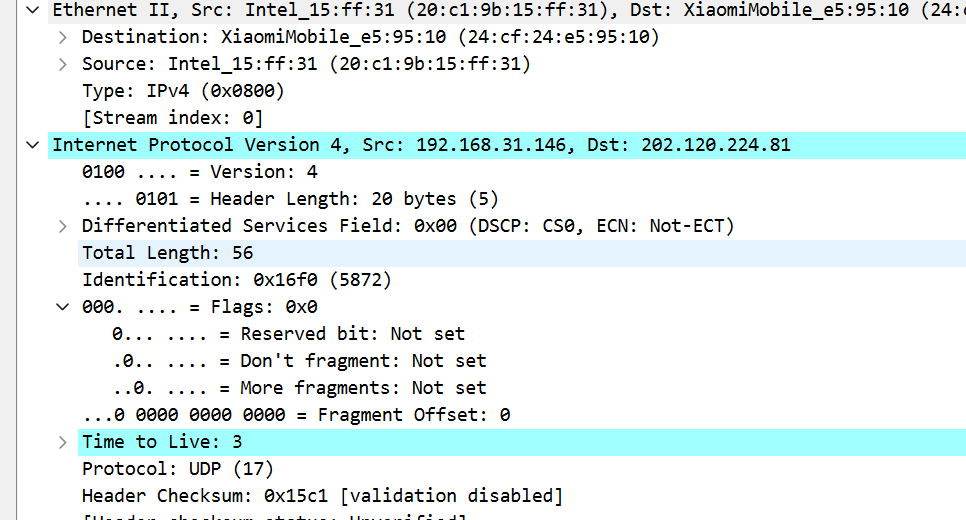 Ethernet II, Src: Intel_15:ff:31 (20:c1:9b:15:ff:31), Dst: XiaomiMobile_e5:95:10 (24:
Destination: XiaomiMobile_e5:95:10 (24:cf:24:e5:95:10)
Source: Intel_15:ff:31 (20:c1:9b:15:ff:31)
Type: IPv4 (0x0800)
[Stream index: 0]
Internet Protocol Version 4, Src: 192.168.31.146, Dst: 202.120.224.81
0100 .... = Version: 4
.... 0101 = Header Length: 20 bytes (5)
Differentiated Services Field: 0x00 (DSCP: CS0, ECN: Not-ECT)
Total Length: 56
Identification: 0x16f0 (5872)
000. .... = Flags: 0x0
0... .... = Reserved bit: Not set
.0.. .... = Don't fragment: Not set
..0. .... = More fragments: Not set
...0 0000 0000 0000 = Fragment Offset: 0
Time to Live: 3
Protocol: UDP (17)
Header Checksum: 0x15c1 [validation disabled]
[Header checksum status: Unverified]